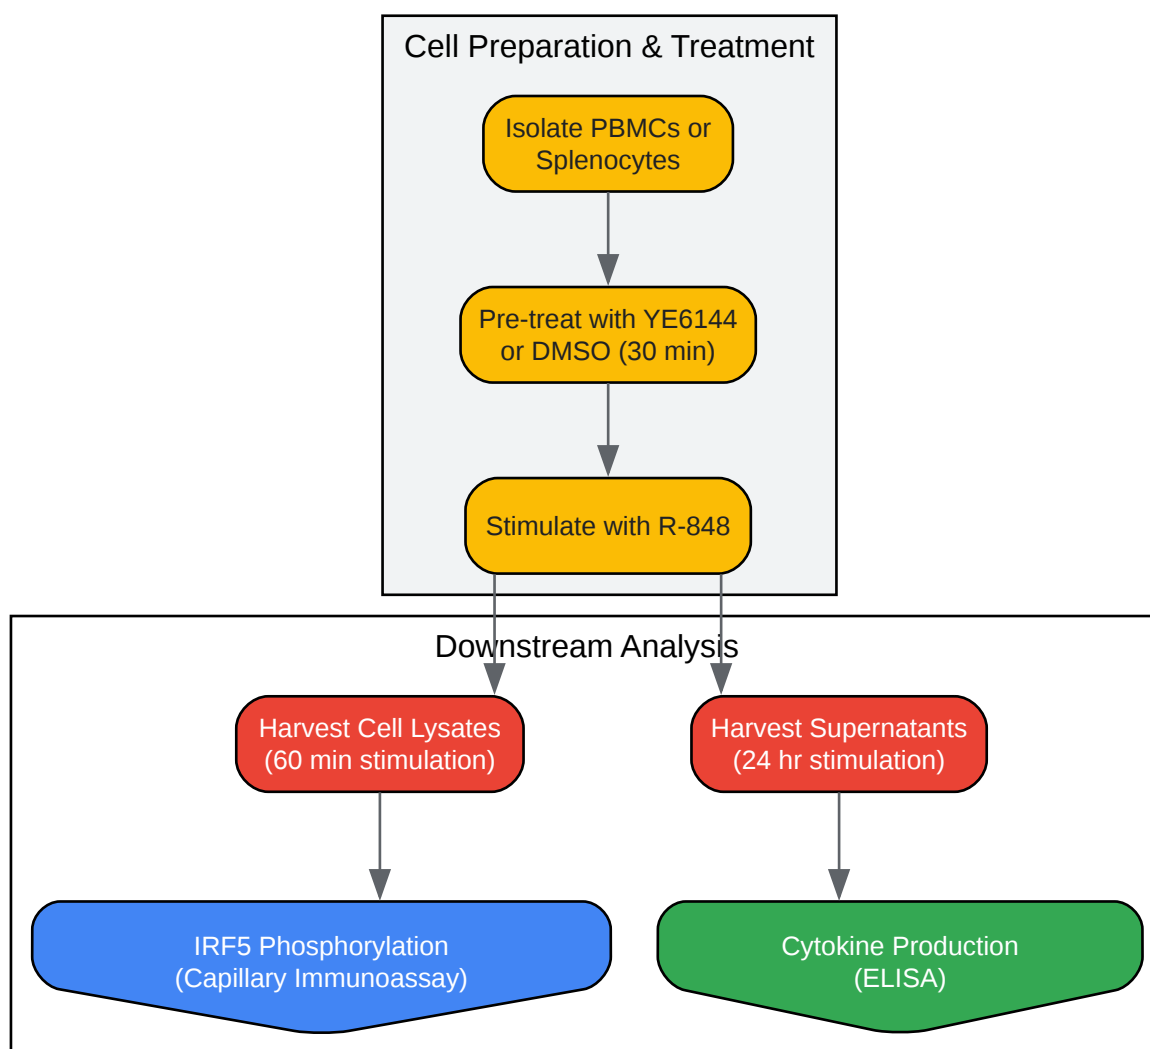 Cell Preparation & Treatment
Isolate PBMCs or
Splenocytes
Pre-treat with YE6144
or DMSO (30 min)
Stimulate with R-848
Downstream Analysis
Harvest Cell Lysates
(60 min stimulation)
Harvest Supernatants
(24 hr stimulation)
IRF5 Phosphorylation
(Capillary Immunoassay)
Cytokine Production
(ELISA)